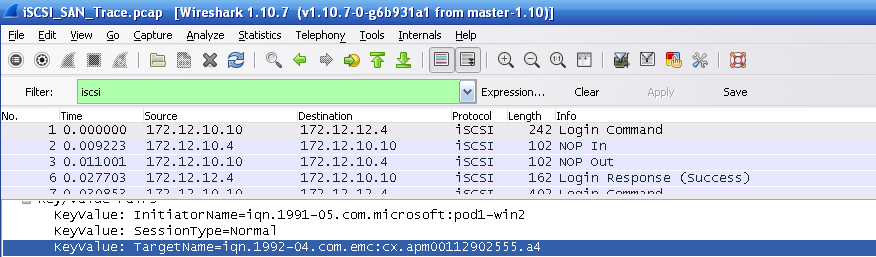 iSCSI_SAN_Trace.pcap [Wireshark 1.10.7 (v1.10.7-0-g6b931a1 from master-1.10)]
File Edit View Go Capture Analyze Statistics Telephony Tools Internals Help
Filter: iscsi Expression... Clear Apply Save
No. Time Source Destination Protocol Length Info
1 0.000000 172.12.10.10 172.12.12.4 iSCSI 242 Login Command
2 0.009223 172.12.12.4 172.12.10.10 iSCSI 102 NOP In
3 0.011001 172.12.10.10 172.12.10.4 iSCSI 102 NOP Out
6 0.027703 172.12.12.4 172.12.10.10 iSCSI 162 Login Response (Success)
7 0.030853 172.12.10.10 172.12.12.4 iSCSI 402 Login Command
Key/Value Pairs
KeyValue: InitiatorName=iqn.1991-05.com.microsoft:pod1-win2
KeyValue: SessionType=Normal
KeyValue: TargetName=iqn.1992-04.com.emc:cx.apm00112902555.a4